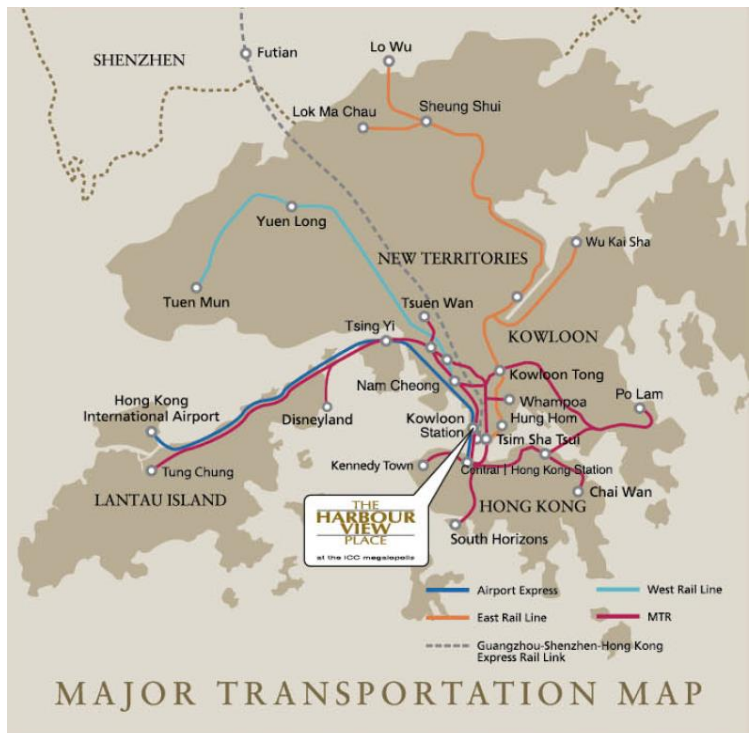 SHENZHEN
Futian
Lo Wu
Lok Ma Chau
Sheung Shui
Yuen Long
NEW TERRITORIES
Wu Kai Sha
Tuen Mun
Tsuen Wan
Tsing Yi
KOWLOON
Kowloon Tong
Nam Cheong
Hong Kong
International Airport
Disneyland
Kowloon
Station
Whampoa
Po Lam
Hung Hom
Tsim Sha Tsui
Tung Chung
Kennedy Town
Central | Hong Kong Station
LANTAU ISLAND
Chai Wan
HONG KONG
South Horizons
THE
HARBOUR
VIEW
PLACE
at the ICC megalopolis
Airport Express
West Rail Line
East Rail Line
MTR
Guangzhou-Shenzhen-Hong Kong
Express Rail Link
MAJOR TRANSPORTATION MAP